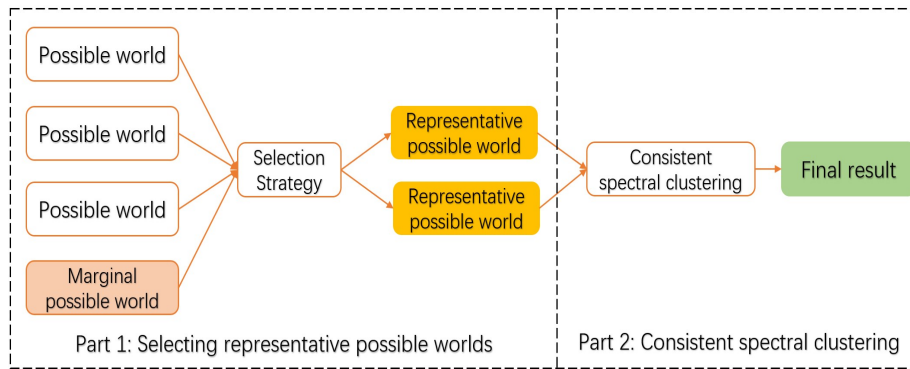 Possible world
Possible world
Possible world
Marginal
possible world
Selection
Strategy
Representative
possible world
Representative
possible world
Consistent
spectral clustering
Final result
Part 1: Selecting representative possible worlds
Part 2: Consistent spectral clustering